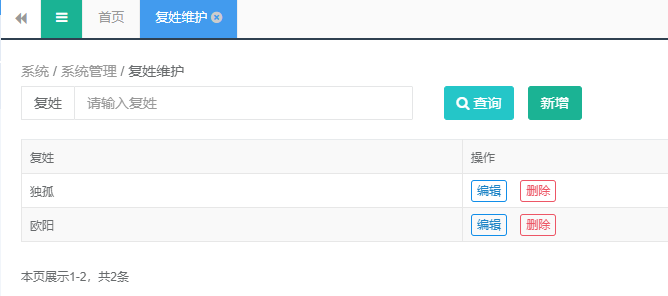 首页 复姓维护
系统 / 系统管理 / 复姓维护
复姓 请输入复姓 查询 新增
复姓 操作
独孤 编辑 删除
欧阳 编辑 删除
本页展示1-2，共2条